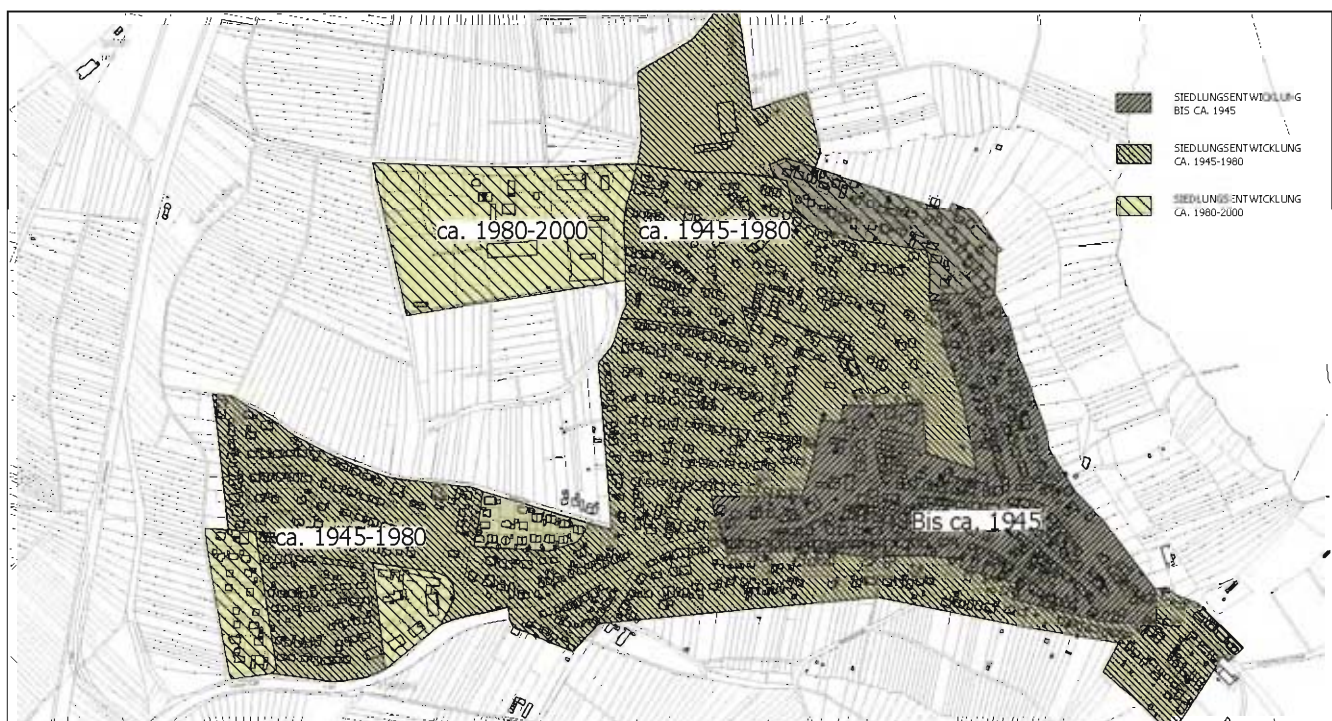 SIEDLUNGSENTWICKLUNG
BIS CA. 1945
SIEDLUNGSENTWICKLUNG
CA. 1945-1980
SIEDLUNGSENTWICKLUNG
CA. 1980-2000
ca. 1980-2000
ca. 1945-1980
Bis ca. 1945
ca. 1945-1980